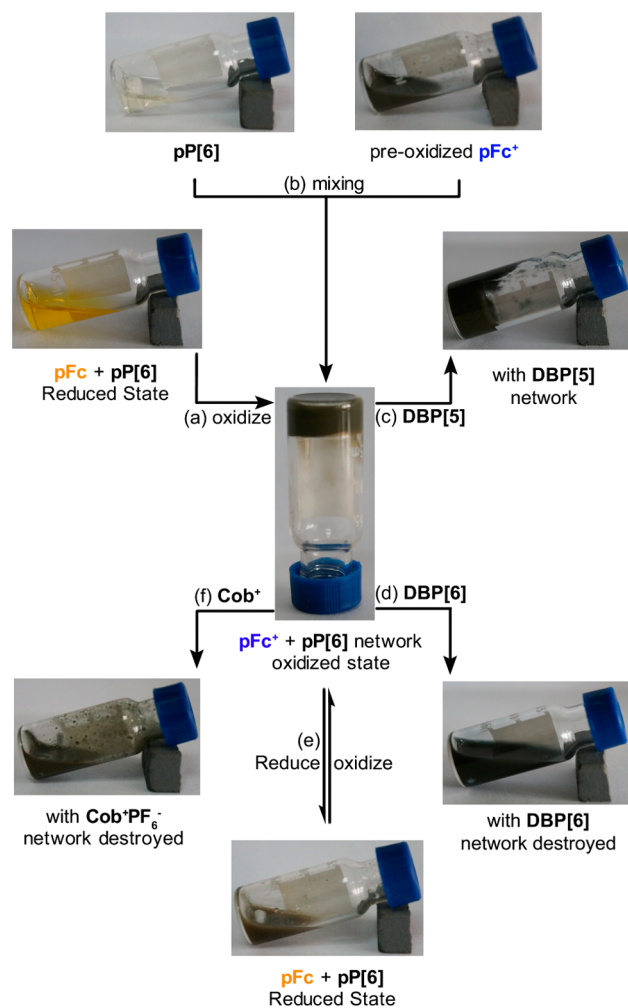 pP[6]
pre-oxidized pFc⁺
(b) mixing
pFc + pP[6]
Reduced State
with DBP[5]
network
(a) oxidize
(c) DBP[5]
(f) Cob⁺
(d) DBP[6]
pFc⁺ + pP[6] network
oxidized state
(e)
Reduce
oxidize
with Cob⁺PF₆⁻
network destroyed
with DBP[6]
network destroyed
pFc + pP[6]
Reduced State